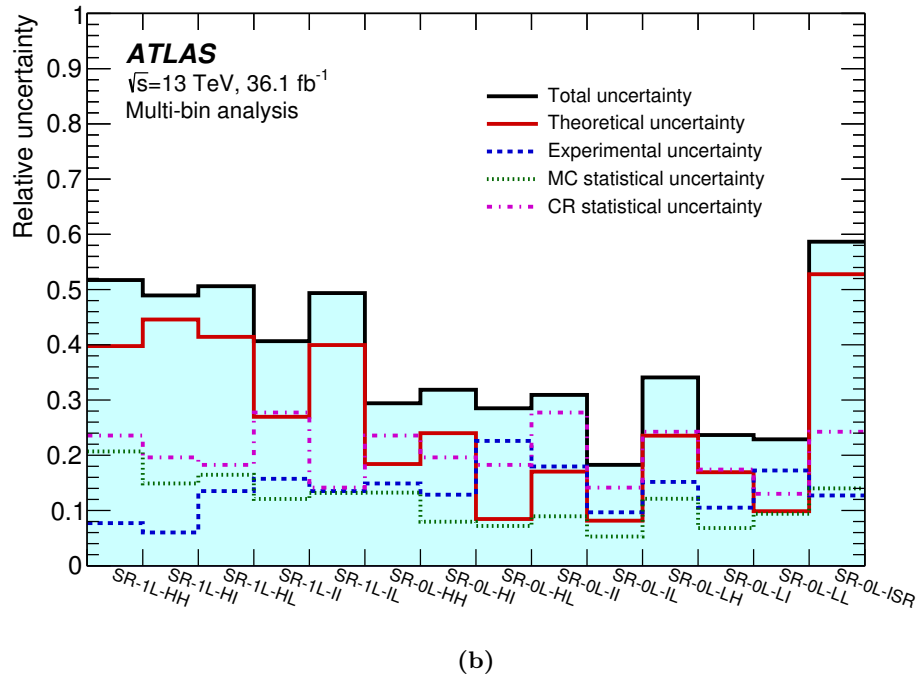 ATLAS
√s=13 TeV, 36.1 fb⁻¹
Multi-bin analysis
Total uncertainty
Theoretical uncertainty
Experimental uncertainty
MC statistical uncertainty
CR statistical uncertainty
Relative uncertainty
1
0.9
0.8
0.7
0.6
0.5
0.4
0.3
0.2
0.1
0
SR-1L-HH
SR-1L-HI
SR-1L-HL
SR-1L-II
SR-1L-IL
SR-0L-HH
SR-0L-HI
SR-0L-HL
SR-0L-II
SR-0L-IL
SR-0L-LH
SR-0L-LI
SR-0L-LL
SR-0L-ISR
(b)